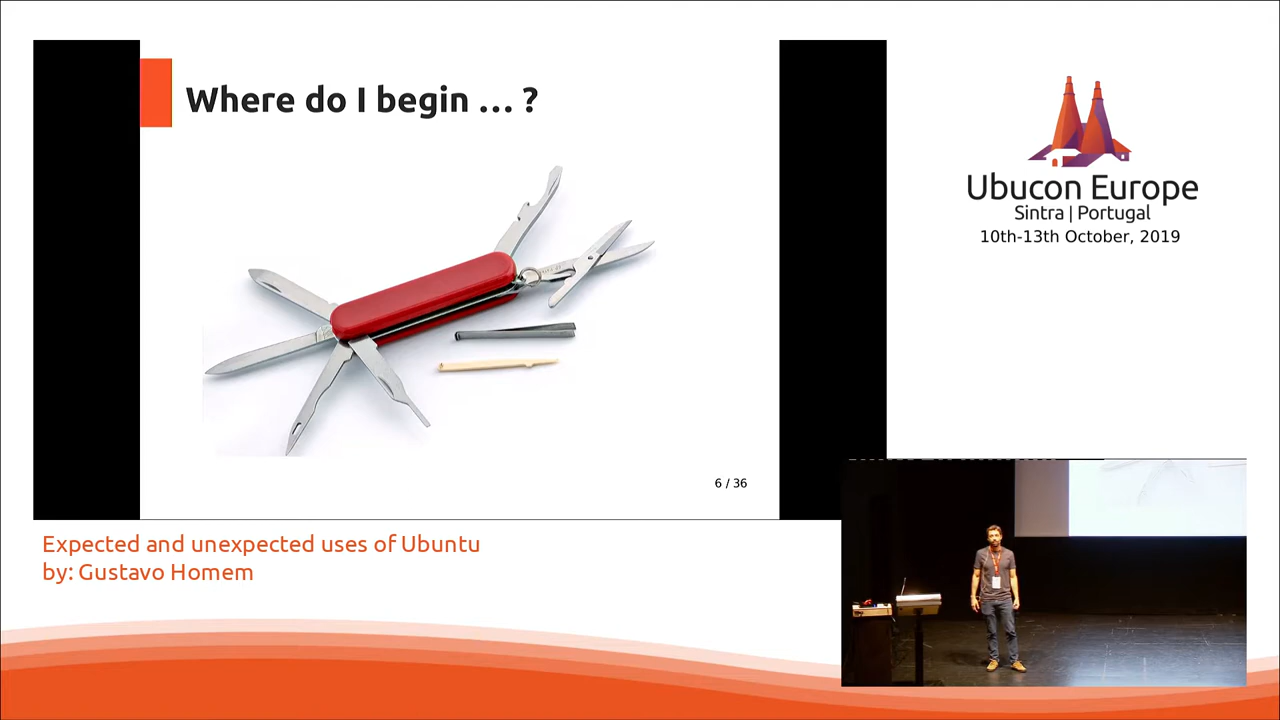 Where do I begin ... ?
6 / 36
Ubucon Europe
Sintra | Portugal
10th-13th October, 2019
Expected and unexpected uses of Ubuntu
by: Gustavo Homem